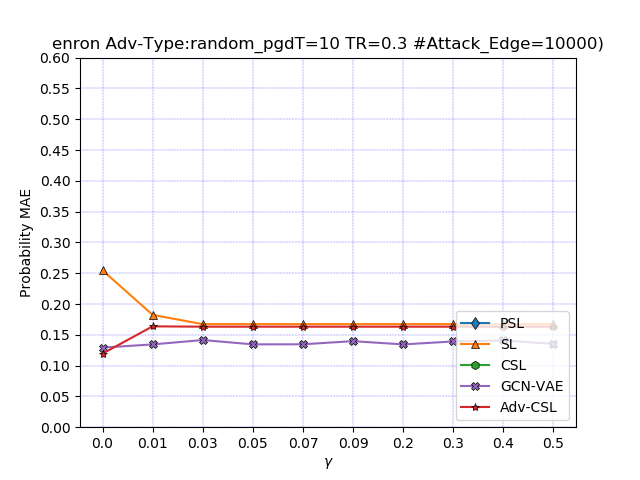 enron Adv-Type:random_pgdT=10 TR=0.3 #Attack_Edge=10000)
0.60
0.55
0.50
0.45
0.40
0.35
0.30
0.25
0.20
0.15
0.10
0.05
0.00
Probability MAE
PSL
SL
CSL
GCN-VAE
Adv-CSL
0.0 0.01 0.03 0.05 0.07 0.09 0.2 0.3 0.4 0.5
γ